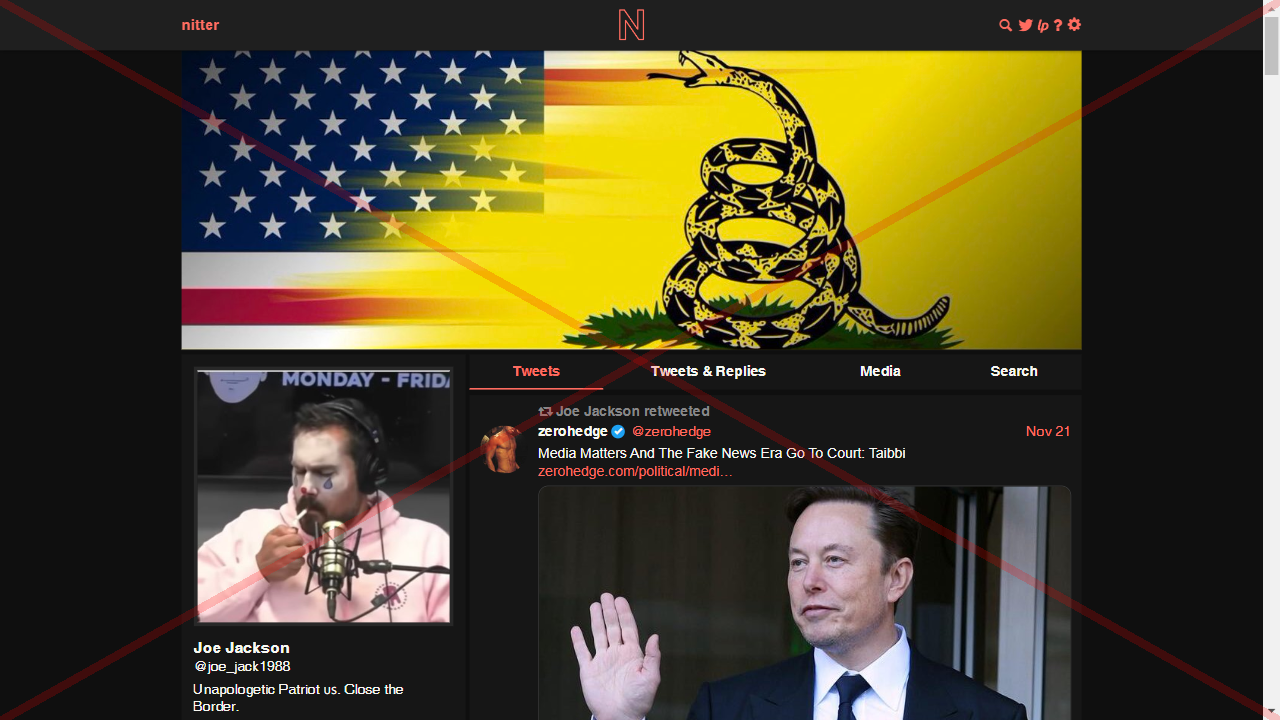 nitter
N
lp ?
MONDAY - FRIDA
Tweets
Tweets & Replies
Media
Search
Joe Jackson retweeted
zerohedge @zerohedge
Nov 21
Media Matters And The Fake News Era Go To Court: Taibbi
zerohedge.com/political/medi…
Joe Jackson
@joe_jack1988
Unapologetic Patriot us. Close the
Border.